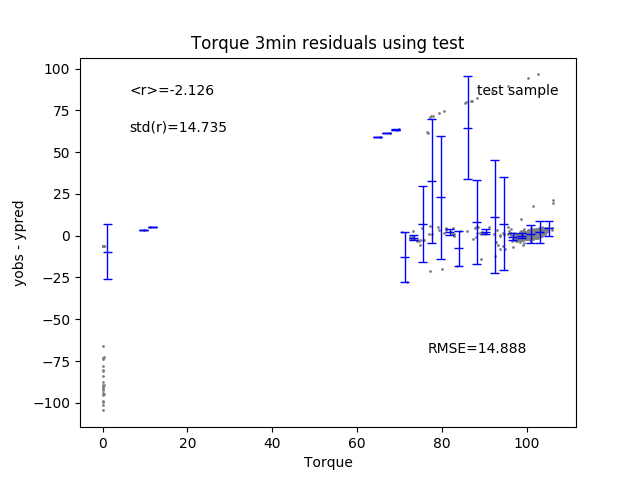 Torque 3min residuals using test
<r>=-2.126
test sample
std(r)=14.735
RMSE=14.888
yobs - ypred
100
75
50
25
0
−25
−50
−75
−100
0 20 40 60 80 100
Torque